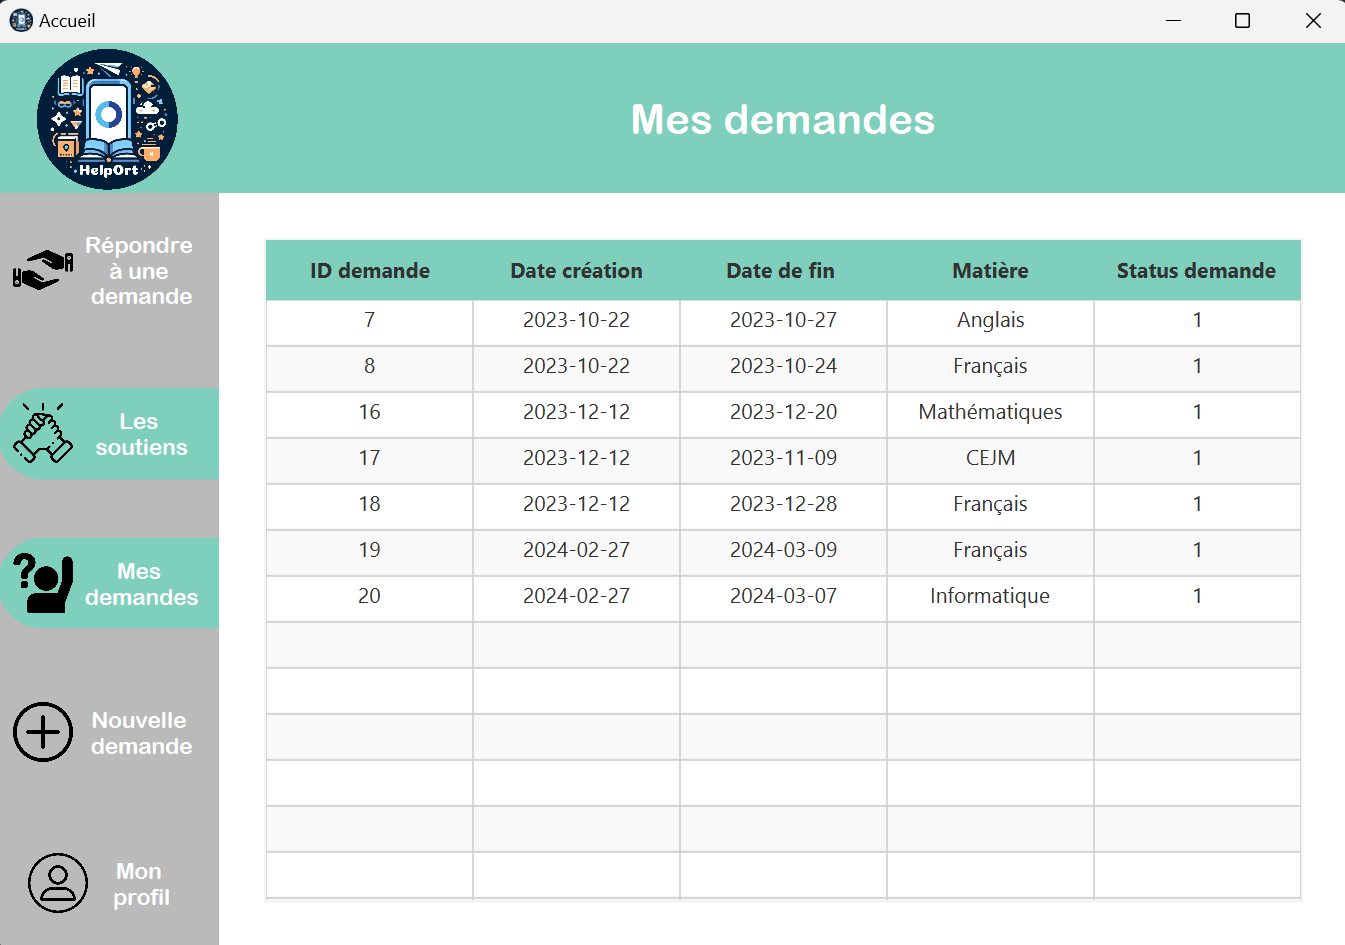 Accueil
HelpOrt
Mes demandes
Répondre
à une
demande
Les
soutiens
Mes
demandes
Nouvelle
demande
Mon
profil
ID demande Date création Date de fin Matière Status demande
7 2023-10-22 2023-10-27 Anglais 1
8 2023-10-22 2023-10-24 Français 1
16 2023-12-12 2023-12-20 Mathématiques 1
17 2023-12-12 2023-11-09 CEJM 1
18 2023-12-12 2023-12-28 Français 1
19 2024-02-27 2024-03-09 Français 1
20 2024-02-27 2024-03-07 Informatique 1